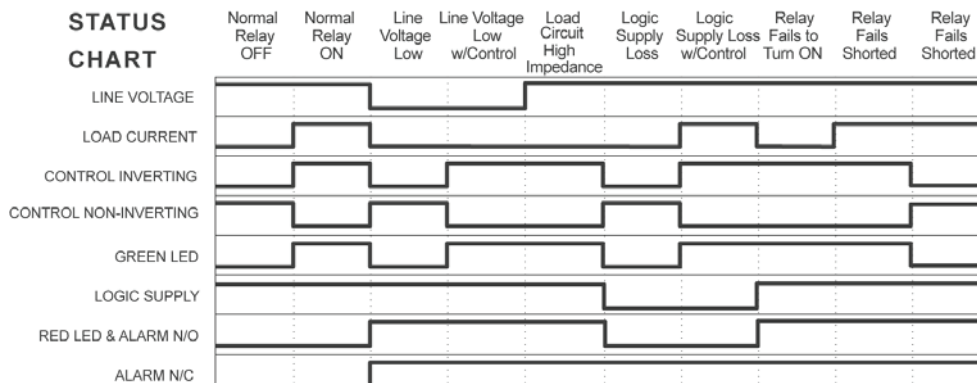 STATUS
CHART
Normal
Relay
OFF
Normal
Relay
ON
Line
Voltage
Low
Line Voltage
Low
w/Control
Load
Circuit
High
Impedance
Logic
Supply
Loss
Logic
Supply Loss
w/Control
Relay
Fails to
Turn ON
Relay
Fails
Shorted
Relay
Fails
Shorted
LINE VOLTAGE
LOAD CURRENT
CONTROL INVERTING
CONTROL NON-INVERTING
GREEN LED
LOGIC SUPPLY
RED LED & ALARM N/O
ALARM N/C